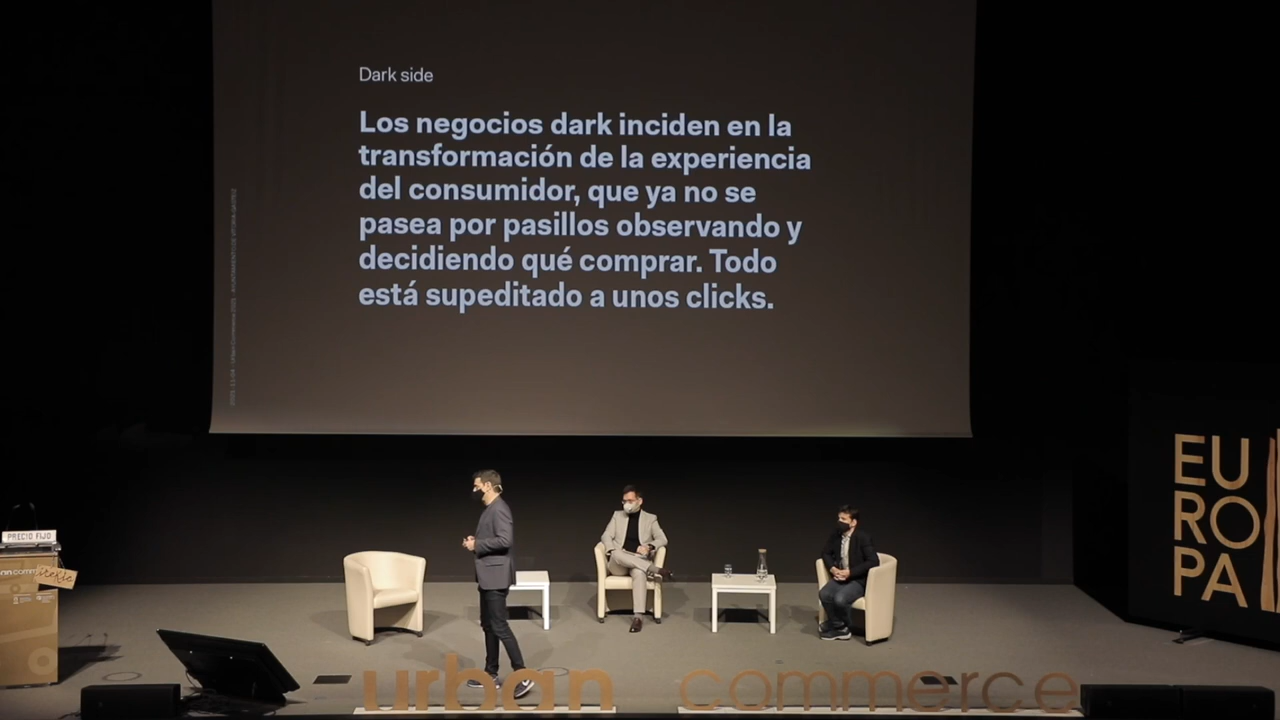 Dark side
Los negocios dark inciden en la
transformación de la experiencia
del consumidor, que ya no se
pasea por pasillos observando y
decidiendo qué comprar. Todo
está supeditado a unos clicks.
EU
RO
PA
PRECIO FIJO
urban commerce